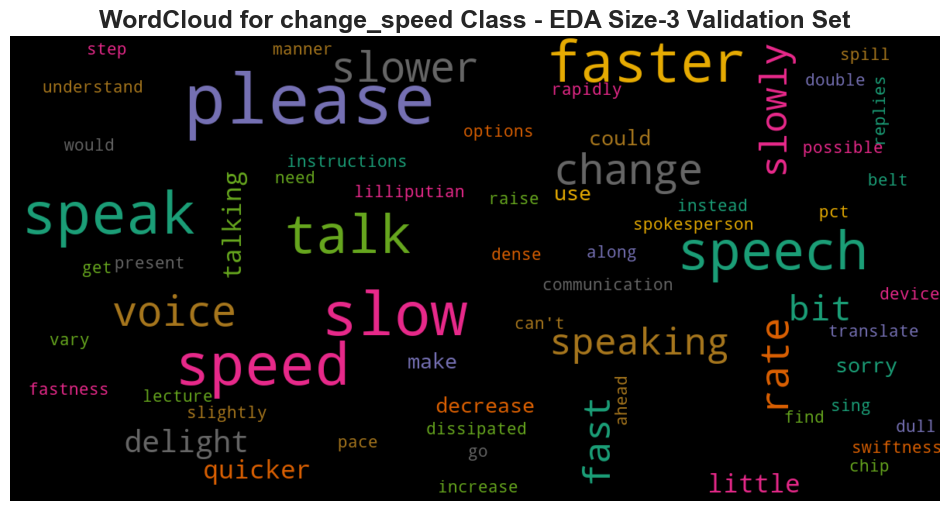 WordCloud for change_speed Class - EDA Size-3 Validation Set
step
manner
slower
faster
slowly
spill
understand
please
rapidly
double
replies
would
options
could
possible
instructions
change
need
lilliputian
raise
use
belt
speak
talking
talk
instead
pct
spokesperson
get
present
dense
along
speech
communication
device
voice
slow
can't
bit
translate
vary
speed
make
speaking
rate
sorry
fastness
lecture
slightly
decrease
fast
ahead
find
sing
delight
pace
dissipated
go
dull
swiftness
quicker
increase
little
chip